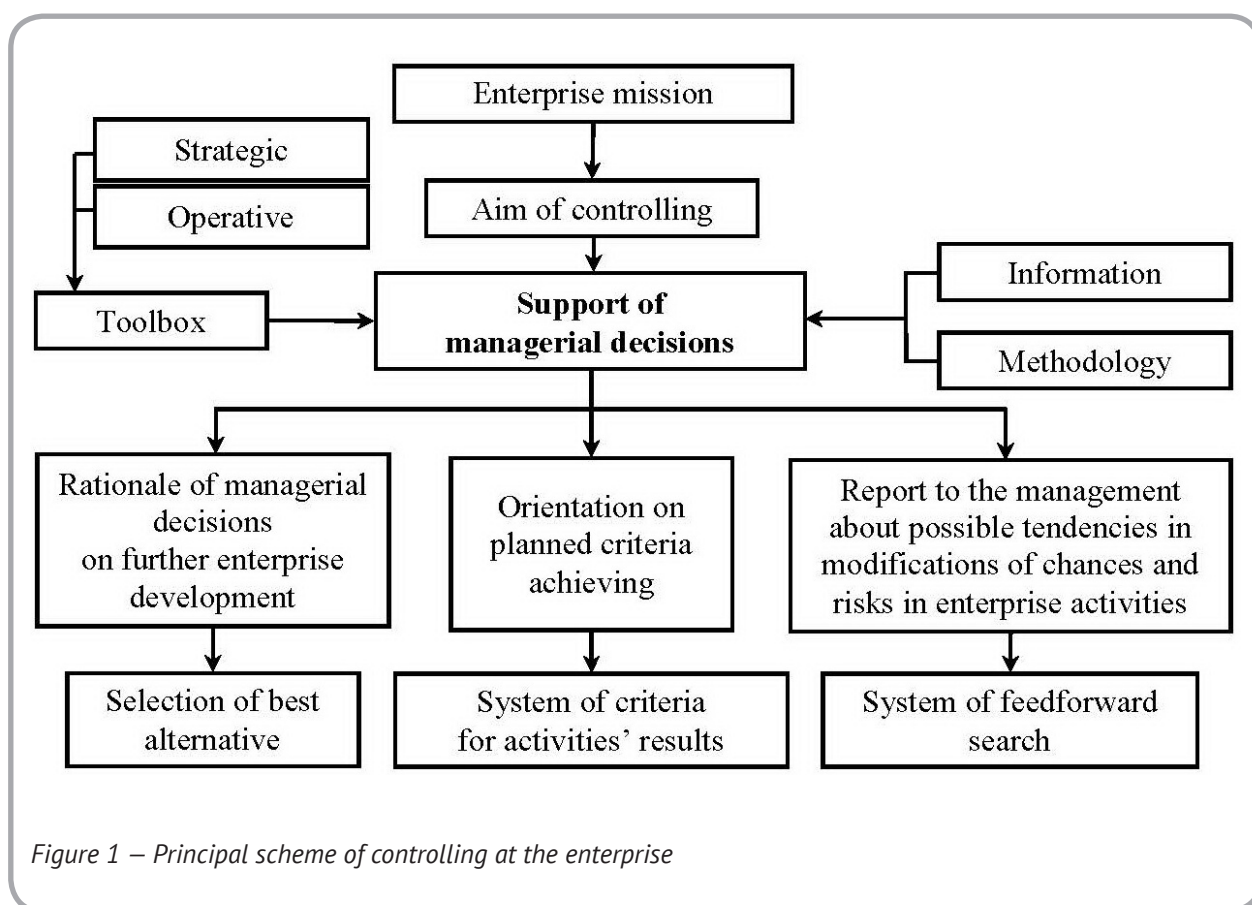 Enterprise mission
Strategic
Operative
Aim of controlling
Toolbox
Support of
managerial decisions
Information
Methodology
Rationale of managerial
decisions
on further enterprise
development
Orientation on
planned criteria
achieving
Report to the management
about possible tendencies in
modifications of chances and
risks in enterprise activities
Selection of best
alternative
System of criteria
for activities’ results
System of feedforward
search
Figure 1 — Principal scheme of controlling at the enterprise